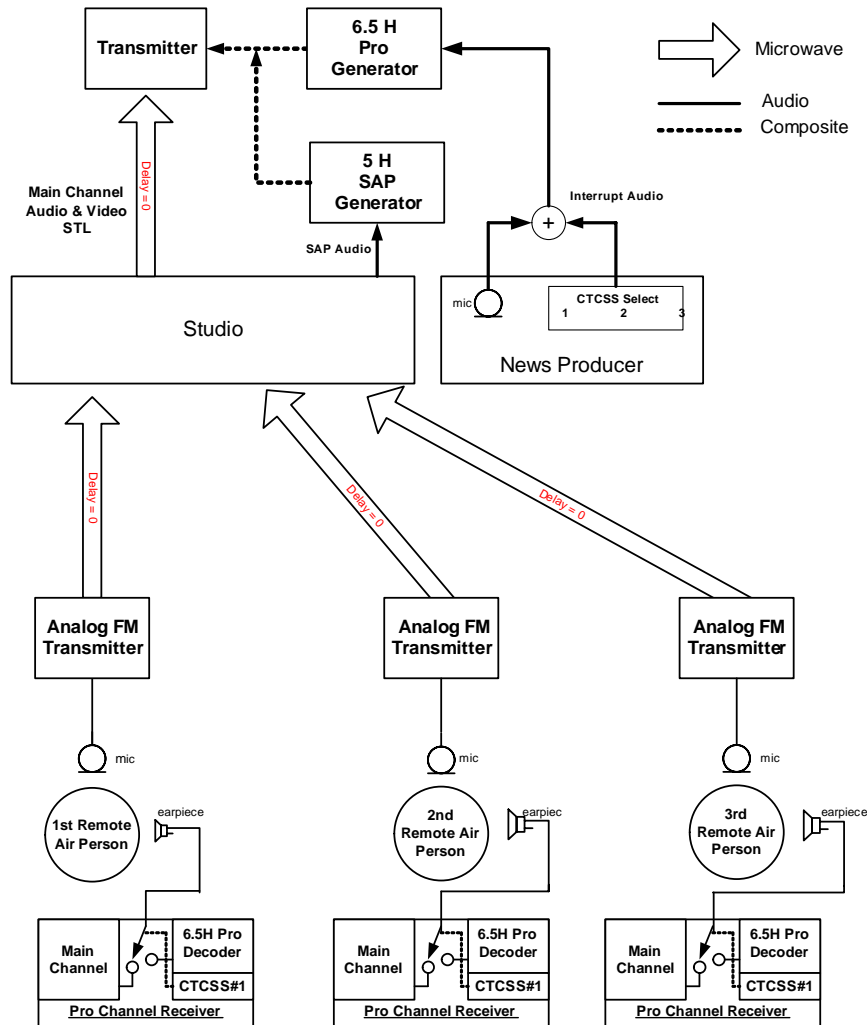 Transmitter
6.5 H
Pro
Generator
Microwave
Audio
Composite
Delay = 0
Main Channel
Audio & Video
STL
5 H
SAP
Generator
Interrupt Audio
+
SAP Audio
Studio
mic
CTCSS Select
1 2 3
News Producer
Delay = 0
Delay = 0
Delay = 0
Analog FM
Transmitter
Analog FM
Transmitter
Analog FM
Transmitter
mic
mic
mic
1st Remote
Air Person
earpiece
2nd
Remote Air
Person
earpiec
3rd
Remote Air
Person
earpiece
Main
Channel
6.5H Pro
Decoder
CTCSS#1
Pro Channel Receiver
Main
Channel
6.5H Pro
Decoder
CTCSS#1
Pro Channel Receiver
Main
Channel
6.5H Pro
Decoder
CTCSS#1
Pro Channel Receiver